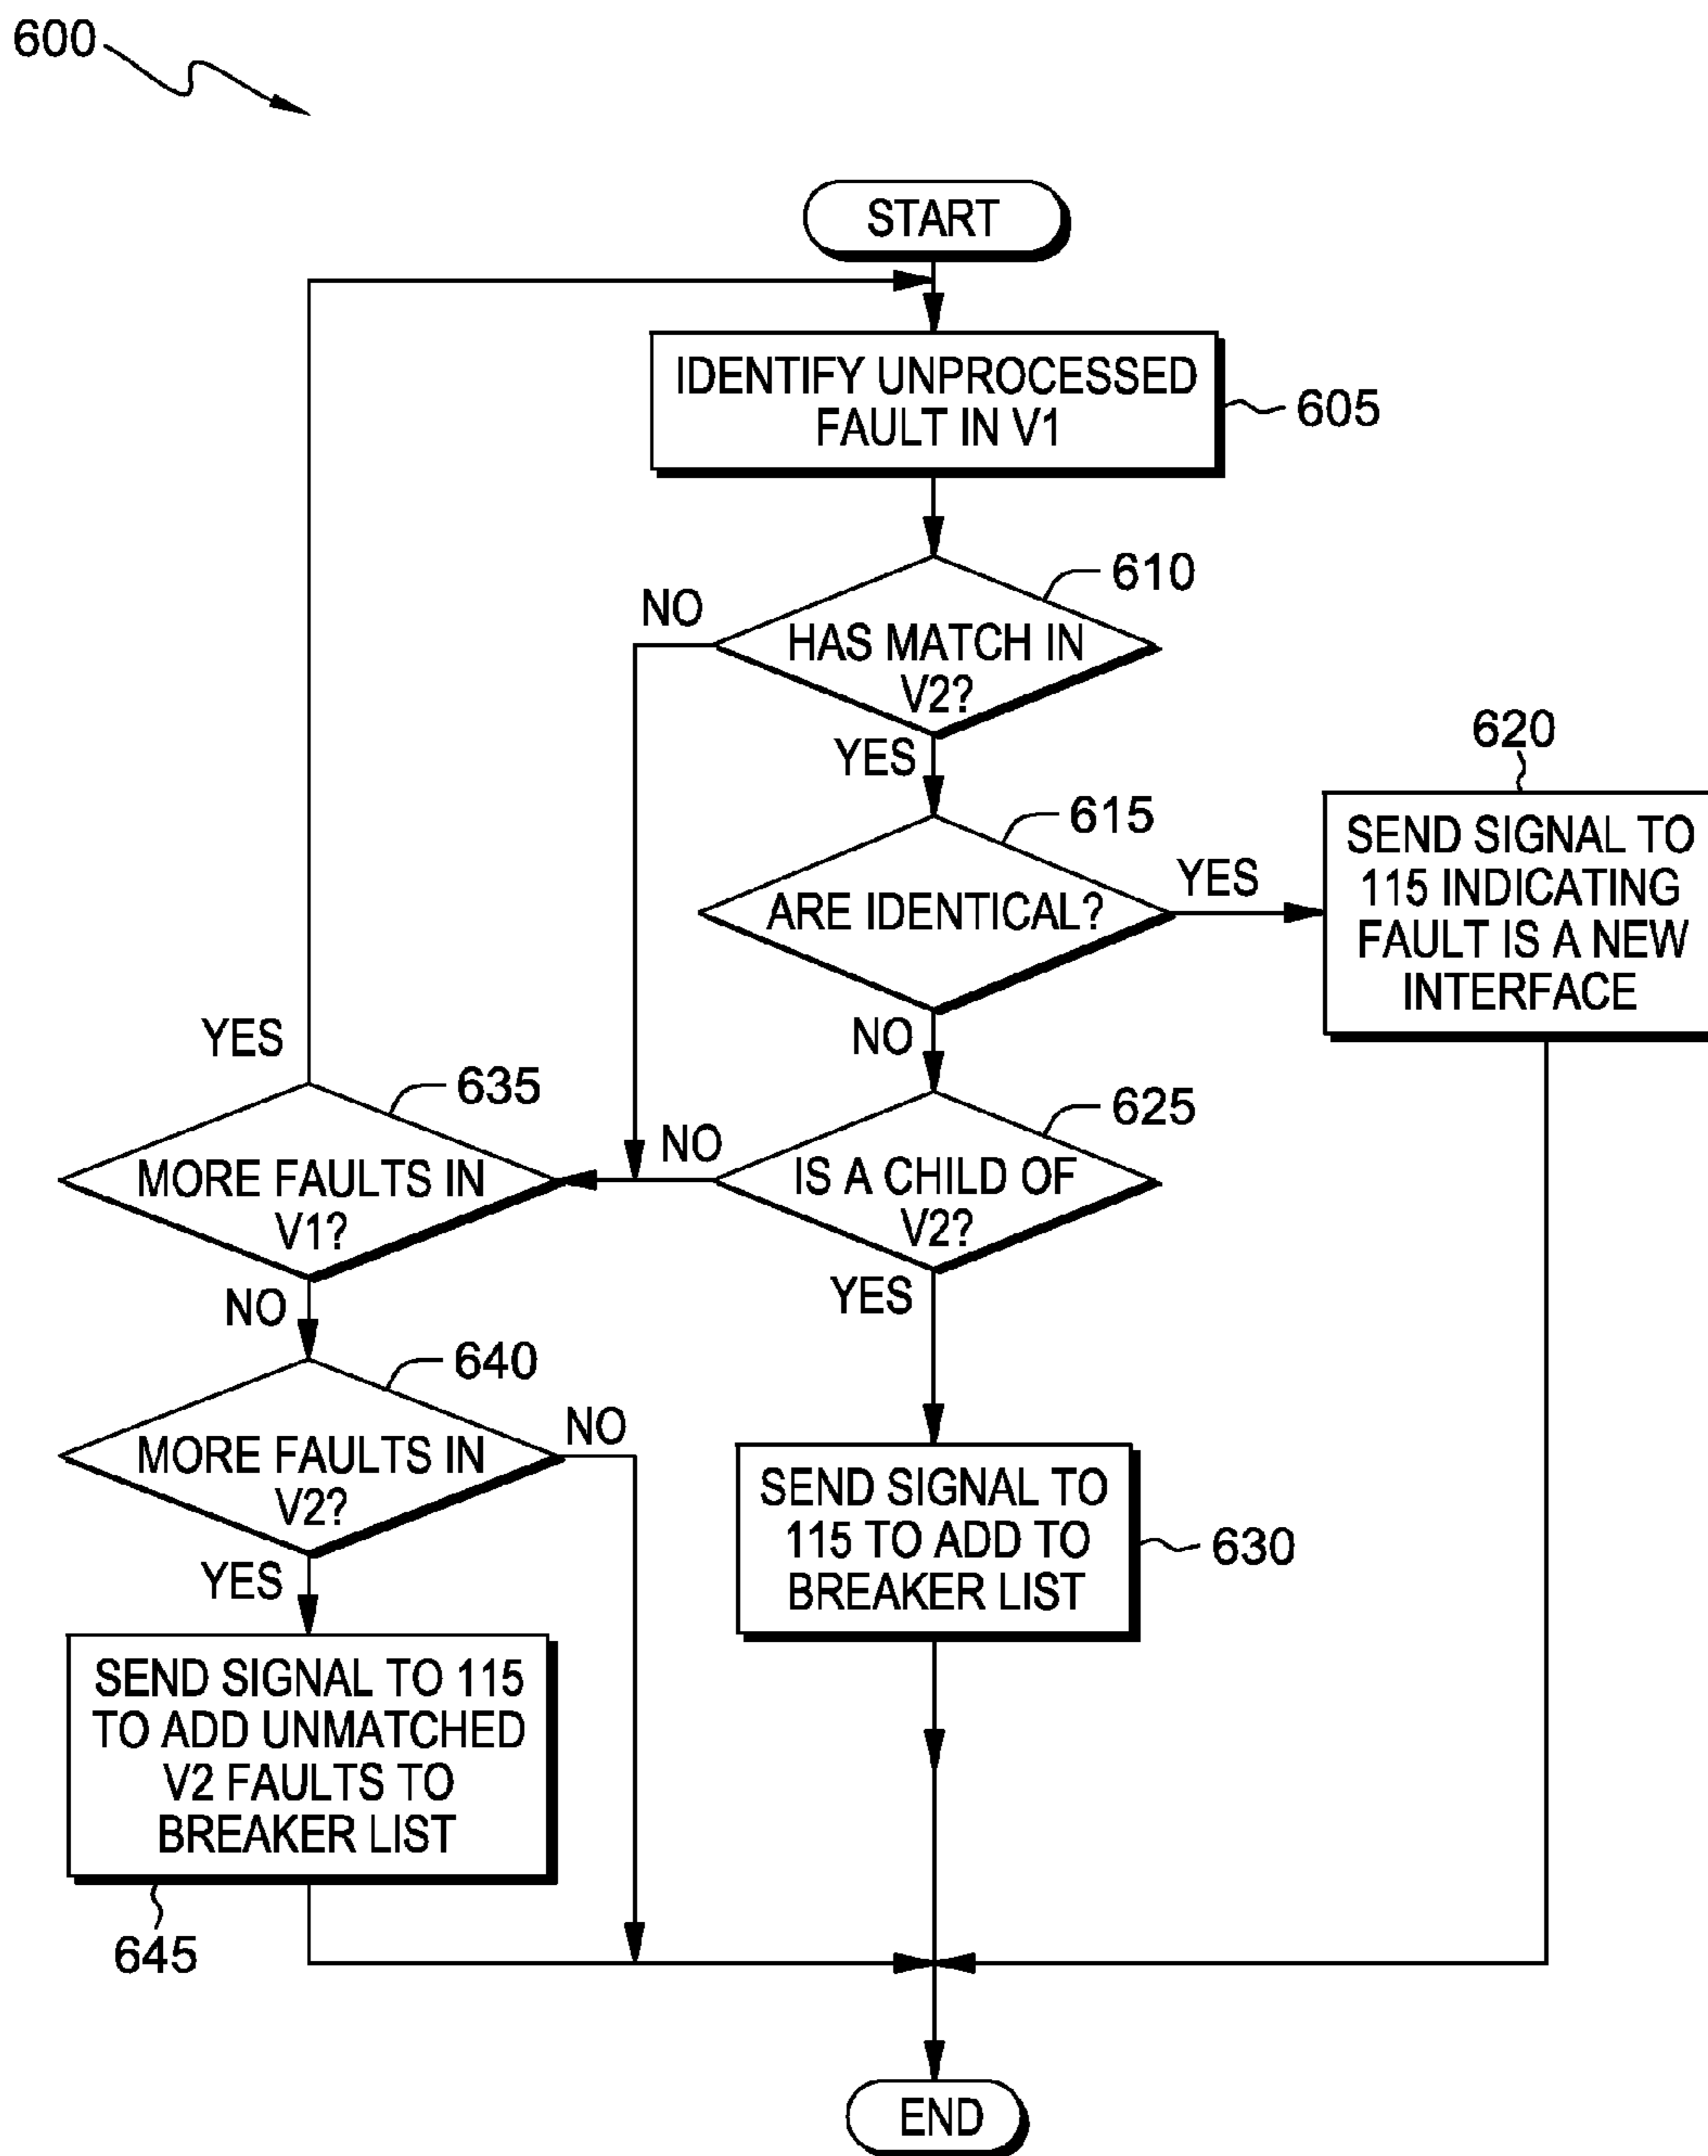 600
START
IDENTIFY UNPROCESSED
FAULT IN V1
605
610
NO
HAS MATCH IN
V2?
YES
615
ARE IDENTICAL?
YES
620
SEND SIGNAL TO
115 INDICATING
FAULT IS A NEW
INTERFACE
NO
625
IS A CHILD OF
V2?
NO
YES
YES
635
MORE FAULTS IN
V1?
NO
640
MORE FAULTS IN
V2?
NO
YES
SEND SIGNAL TO
115 TO ADD TO
BREAKER LIST
630
SEND SIGNAL TO 115
TO ADD UNMATCHED
V2 FAULTS TO
BREAKER LIST
645
END